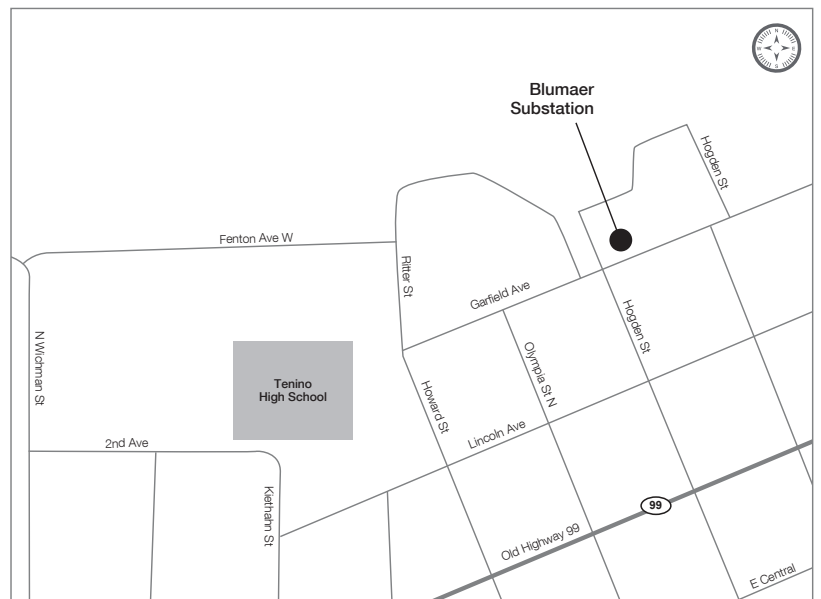 N
W
E
S
Blumaer
Substation
Hogden St
Fenton Ave W
Ritter St
Garfield Ave
Hogden St
N Wichman St
Olympia St N
Tenino
High School
Howard St
Lincoln Ave
2nd Ave
Kiethahn St
99
Old Highway 99
E Central